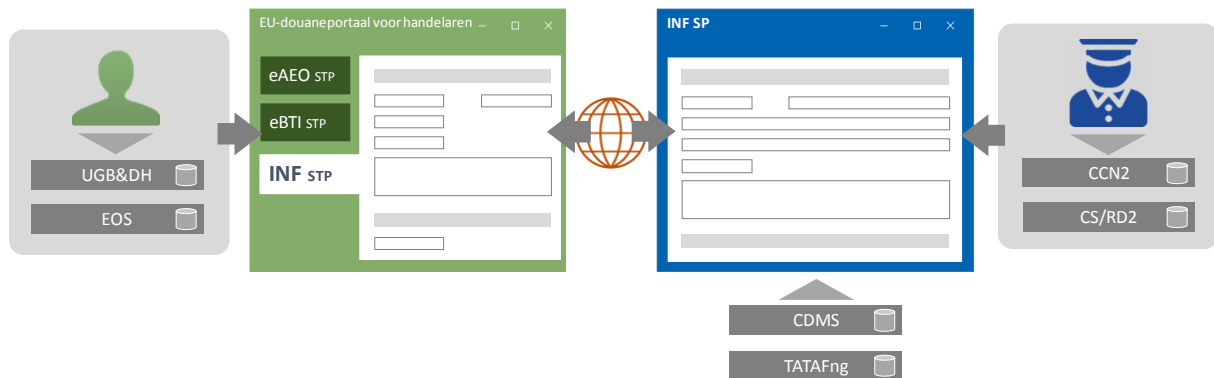 EU-douaneportaal voor handelaren
eAEO STP
eBTI STP
INF STP
UGB&DH
EOS
INF SP
CCN2
CS/RD2
CDMS
TATAFng